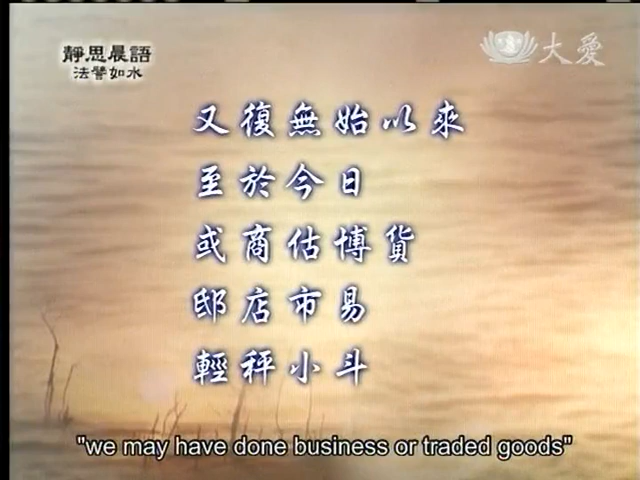 靜思晨語
法譬如水
大愛
又復無始以來
至於今日
或商估博貨
邸店市易
輕秤小斗
"we may have done business or traded goods"